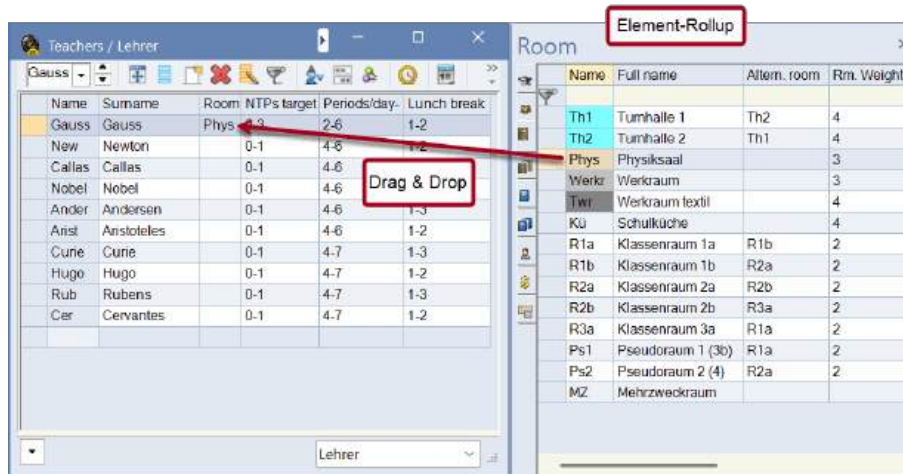 Element-Rollup
Teachers / Lehrer
Gauss
Name Surname Room NTPs target Periods/day- Lunch break
Gauss Gauss Phys 0-3 2-6 1-2
New Newton 0-1 4-6 1-2
Callas Callas 0-1 4-6
Nobel Nobel 0-1 4-6
Ander Andersen 0-1 4-6 1-3
Arist Aristoteles 0-1 4-6 1-2
Curie Curie 0-1 4-7 1-3
Hugo Hugo 0-1 4-7 1-2
Rub Rubens 0-1 4-7 1-3
Cer Cervantes 0-1 4-7 1-2
Drag & Drop
Lehrer
Room
Name Full name Altern. room Rm. Weight
Th1 Turnhalle 1 Th2 4
Th2 Turnhalle 2 Th1 4
Phys Physiksaal 3
Werkr Werkraum 3
Twr Werkraum textil 4
Kü Schulküche 4
R1a Klassenraum 1a R1b 2
R1b Klassenraum 1b R2a 2
R2a Klassenraum 2a R2b 2
R2b Klassenraum 2b R3a 2
R3a Klassenraum 3a R1a 2
Ps1 Pseudoraum 1 (3b) R1a 2
Ps2 Pseudoraum 2 (4) R2a 2
MZ Mehrzweckraum